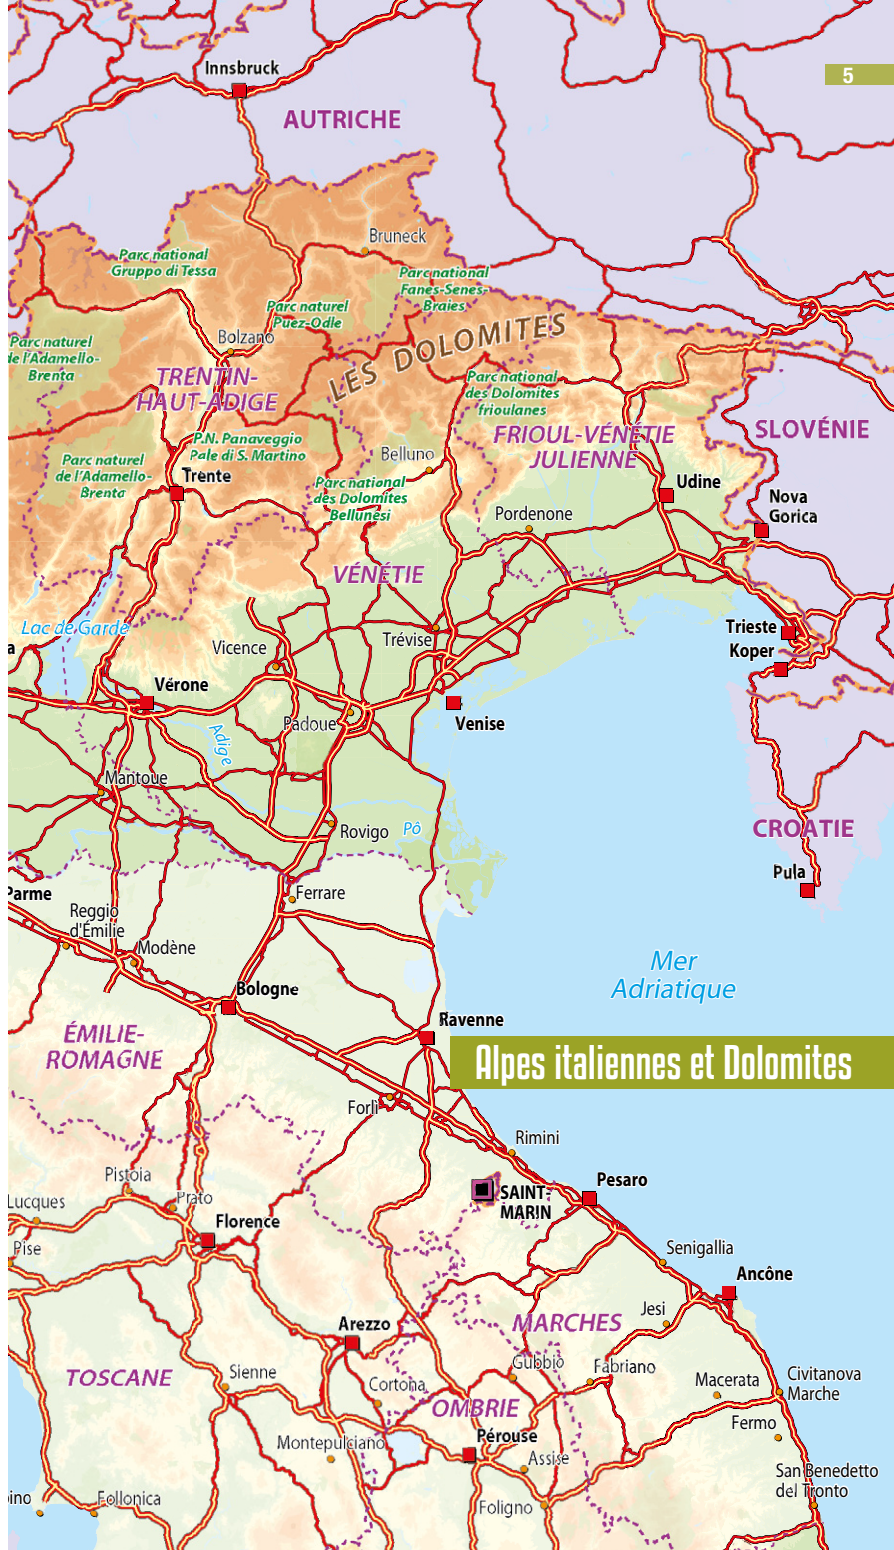 Innsbruck
5
AUTRICHE
Bruneck
Parc national
Gruppo di Tessa
Parc national
Fanes-Senes-
Braies
Parc naturel
Puez-Odle
LES DOLOMITES
Parc naturel
de l'Adamello-
Brenta
Bolzano
TRENTIN-
HAUT-ADIGE
Parc national
des Dolomites
frioulanes
SLOVÉNIE
FRIOUL-VÉNÉTIE
JULIENNE
P.N. Panaveggio
Pale di S. Martino
Belluno
Parc naturel
de l'Adamello-
Brenta
Trente
Parc national
des Dolomites
Bellunesi
Udine
Nova
Gorica
Pordenone
VÉNÉTIE
Lac de Garde
Trévise
Trieste
Vicence
Koper
a
Vérone
Padoue
Venise
Adige
Mantoue
Rovigo
Pô
CROATIE
Pula
Parme
Ferrare
Reggio
d'Émilie
Modène
Mer
Adriatique
Bologne
Ravenne
ÉMILIE-
ROMAGNE
Alpes italiennes et Dolomites
Forlì
Rimini
Pistoia
Prato
SAINT-
MARIN
Pesaro
Lucques
Florence
Pise
Senigallia
Ancône
Jesi
Arezzo
MARCHES
TOSCANE
Sienne
Gubbio
Fabriano
Cortona
Macerata
Civitanova
Marche
OMBRIE
Fermo
Pérouse
Montepulciano
Assise
San Benedetto
del Tronto
ino
Follonica
Foligno